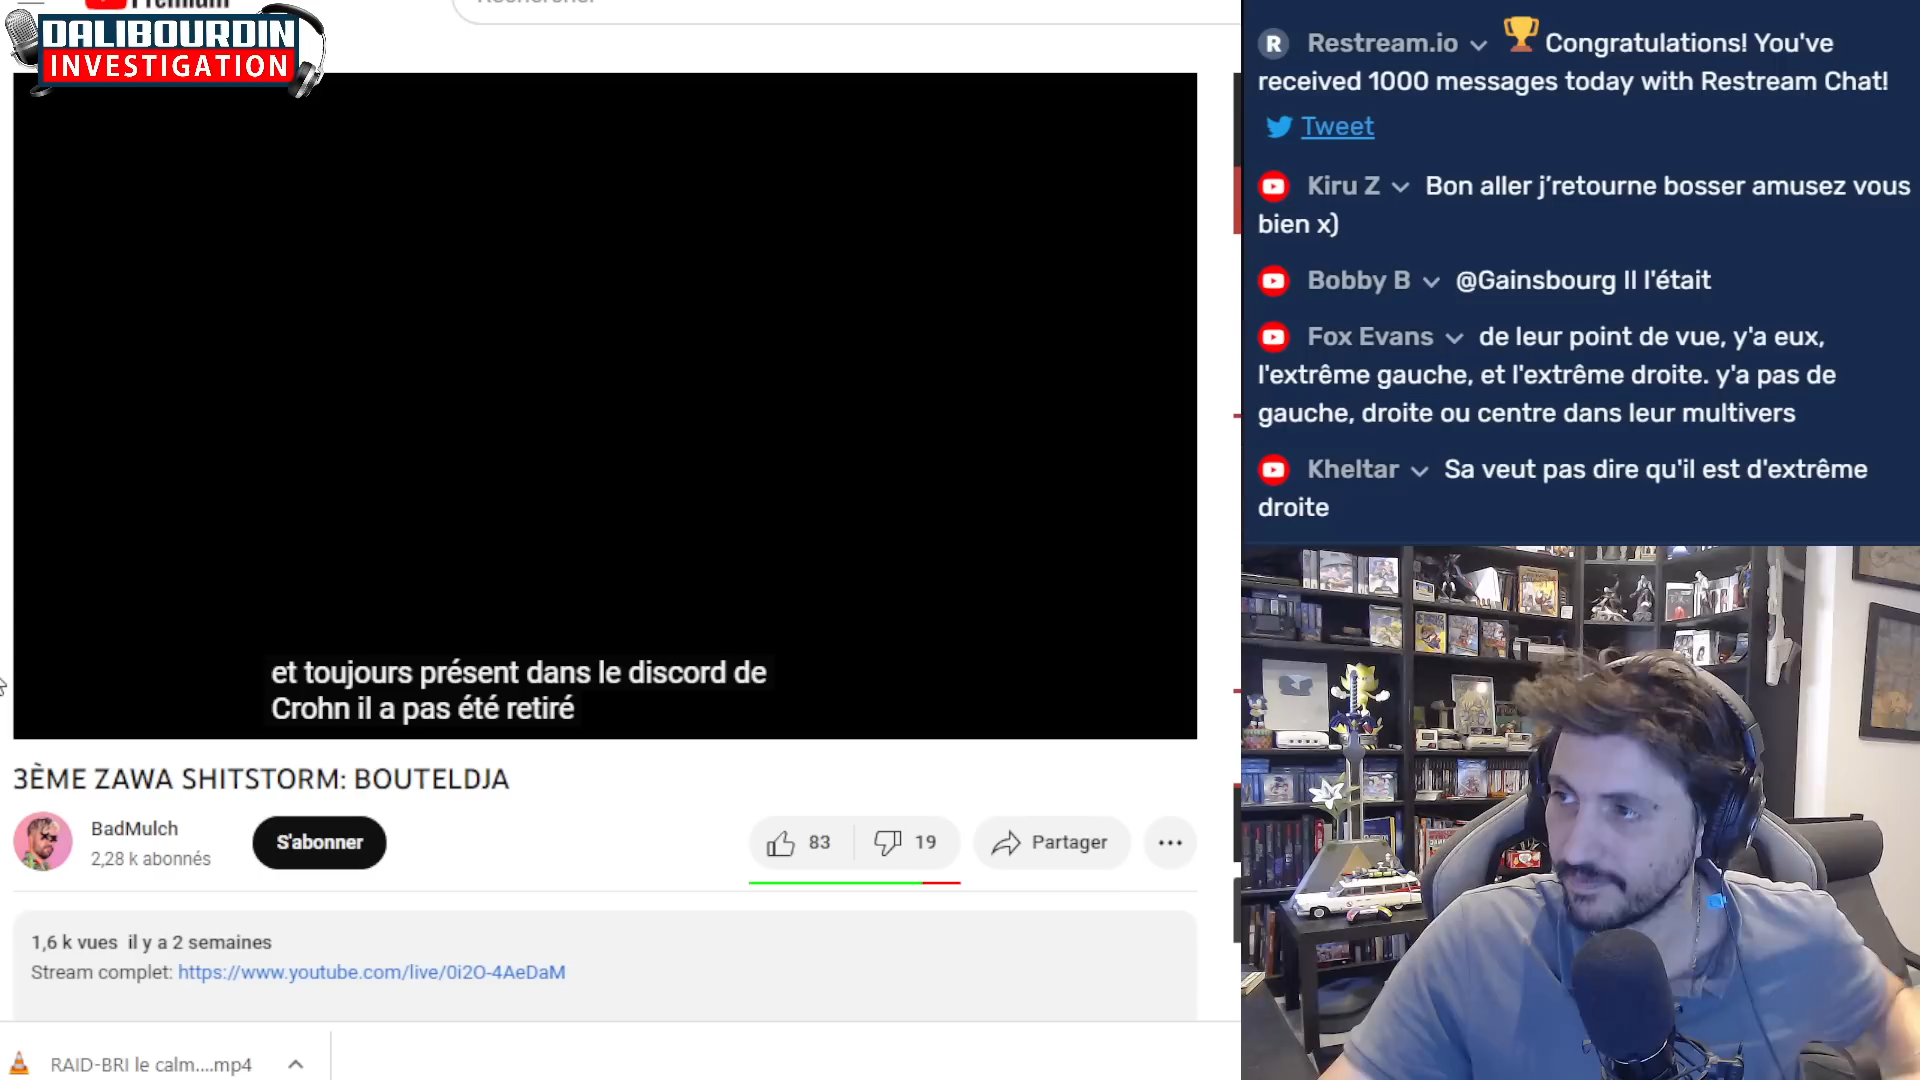 Premium
DALIBOURDIN
INVESTIGATION
et toujours présent dans le discord de
Crohn il a pas été retiré
3ÈME ZAWA SHITSTORM: BOUTELDJA
BadMulch
2,28 k abonnés
S'abonner
83
19
Partager
1,6 k vues il y a 2 semaines
Stream complet: https://www.youtube.com/live/0i2O-4AeDaM
RAID-BRI le calm....mp4
R Restream.io 🏆 Congratulations! You've
received 1000 messages today with Restream Chat!
Tweet
Kiru Z Bon aller j’retourne bosser amusez vous
bien x)
Bobby B @Gainsbourg Il l'était
Fox Evans de leur point de vue, y'a eux,
l'extrême gauche, et l'extrême droite. y'a pas de
gauche, droite ou centre dans leur multivers
Kheltar Sa veut pas dire qu'il est d'extrême
droite